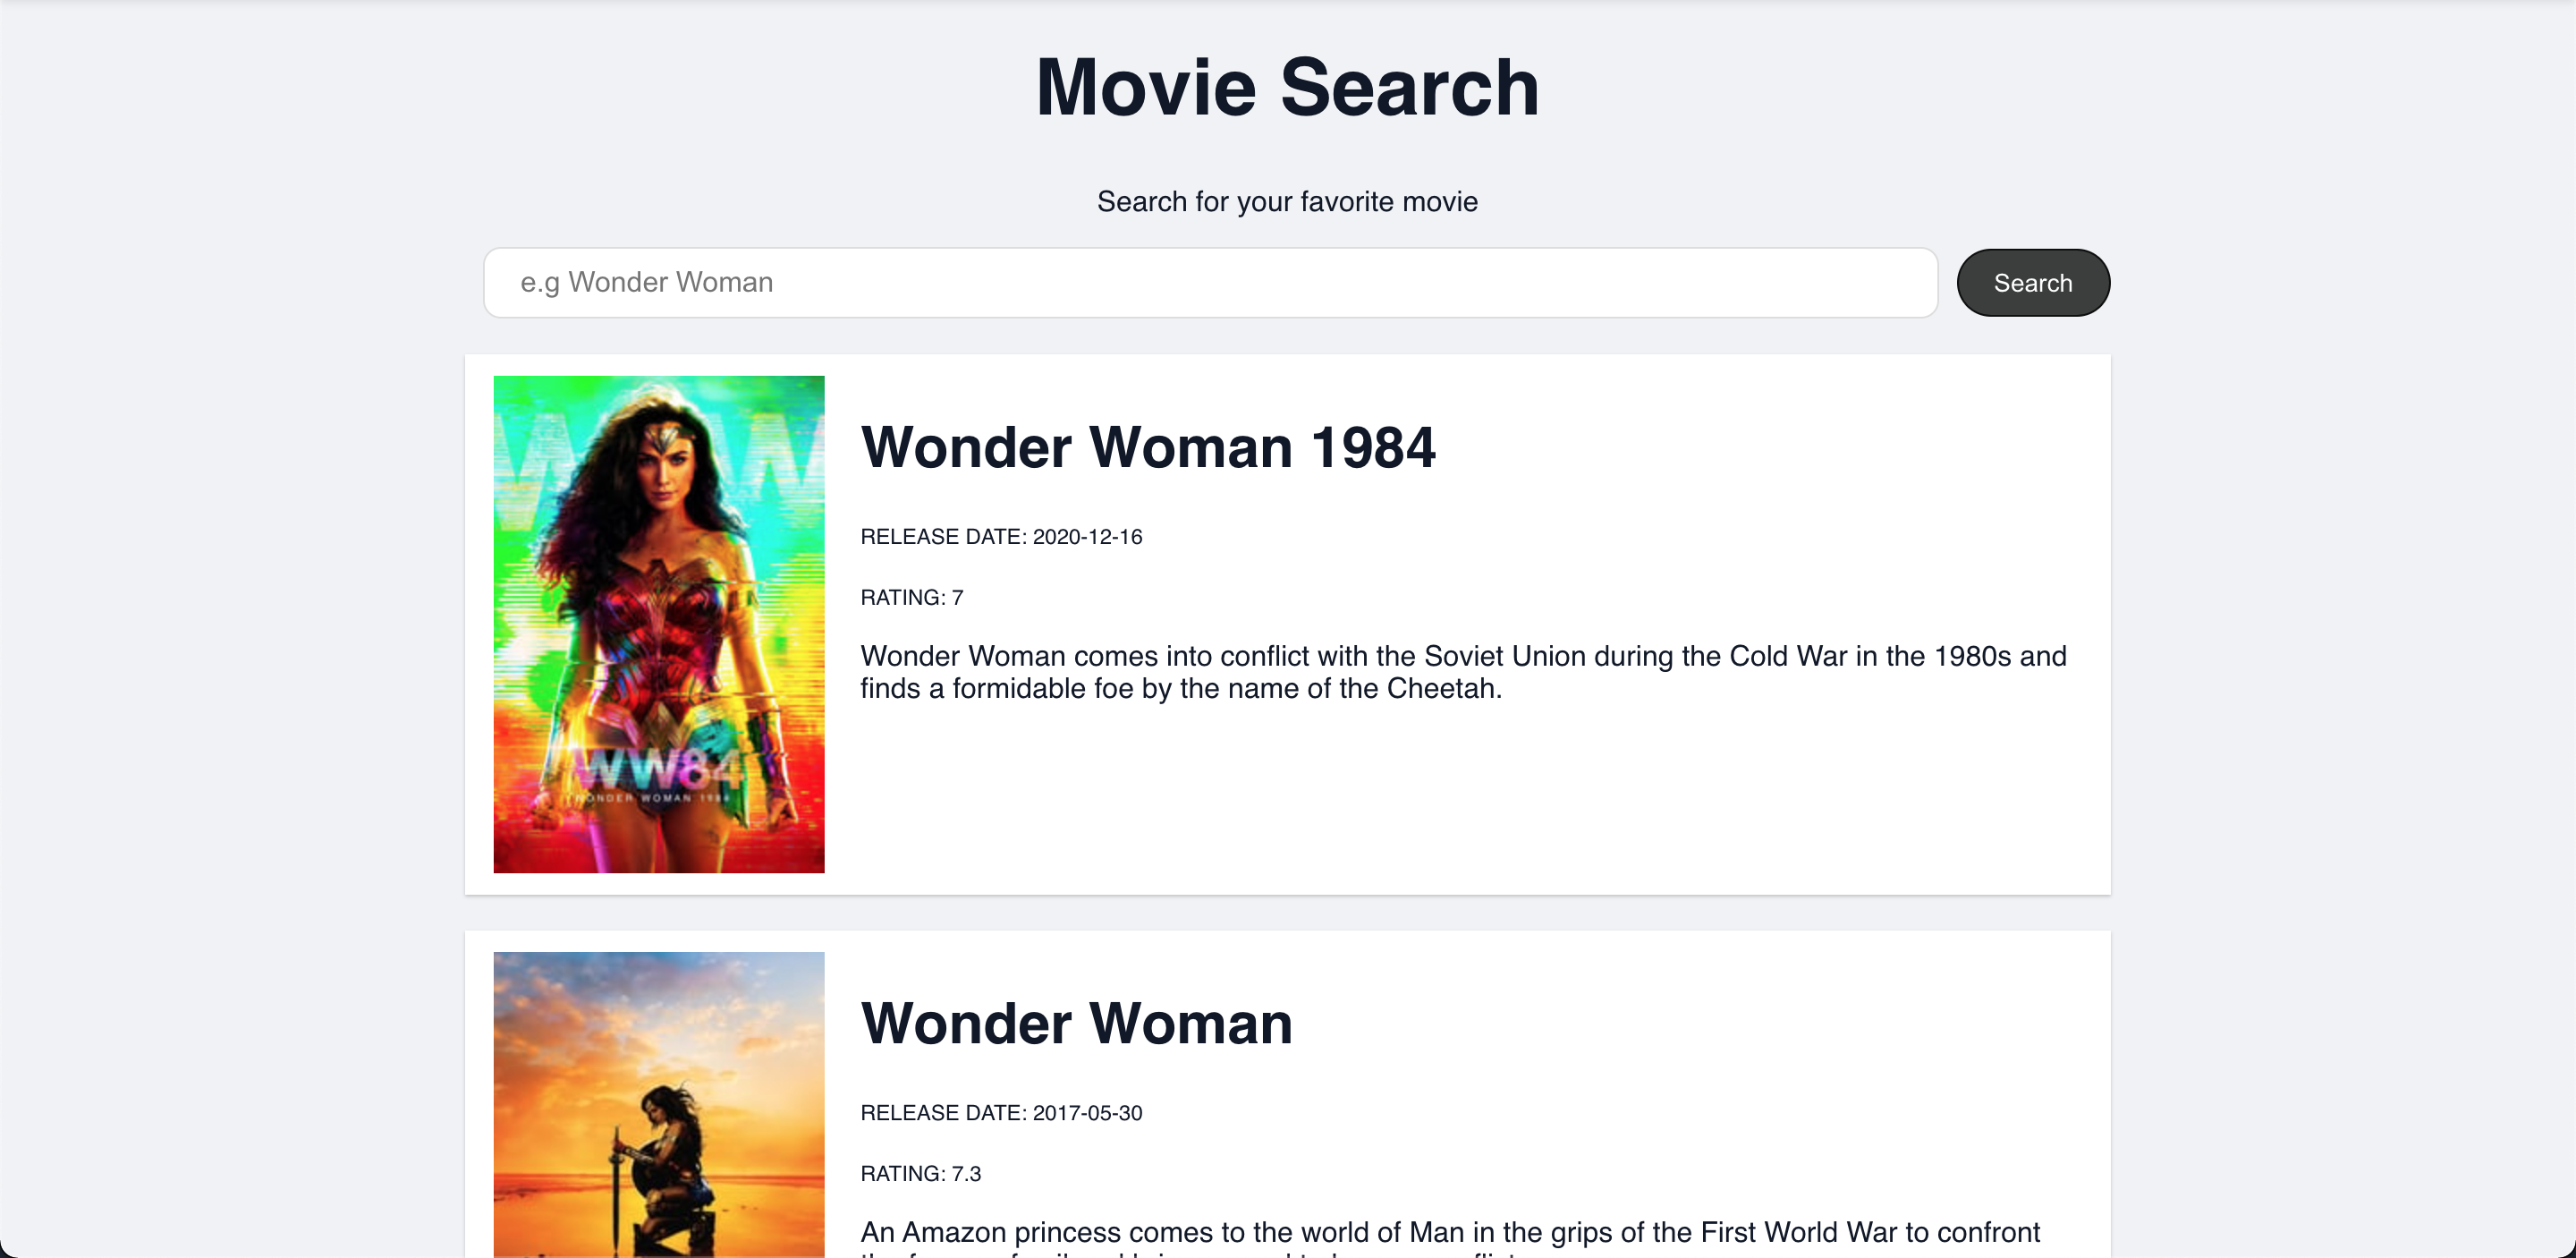 Movie Search
Search for your favorite movie
e.g Wonder Woman
Search
WW
WW84
WONDER WOMAN 1984
Wonder Woman 1984
RELEASE DATE: 2020-12-16
RATING: 7
Wonder Woman comes into conflict with the Soviet Union during the Cold War in the 1980s and
finds a formidable foe by the name of the Cheetah.
Wonder Woman
RELEASE DATE: 2017-05-30
RATING: 7.3
An Amazon princess comes to the world of Man in the grips of the First World War to confront